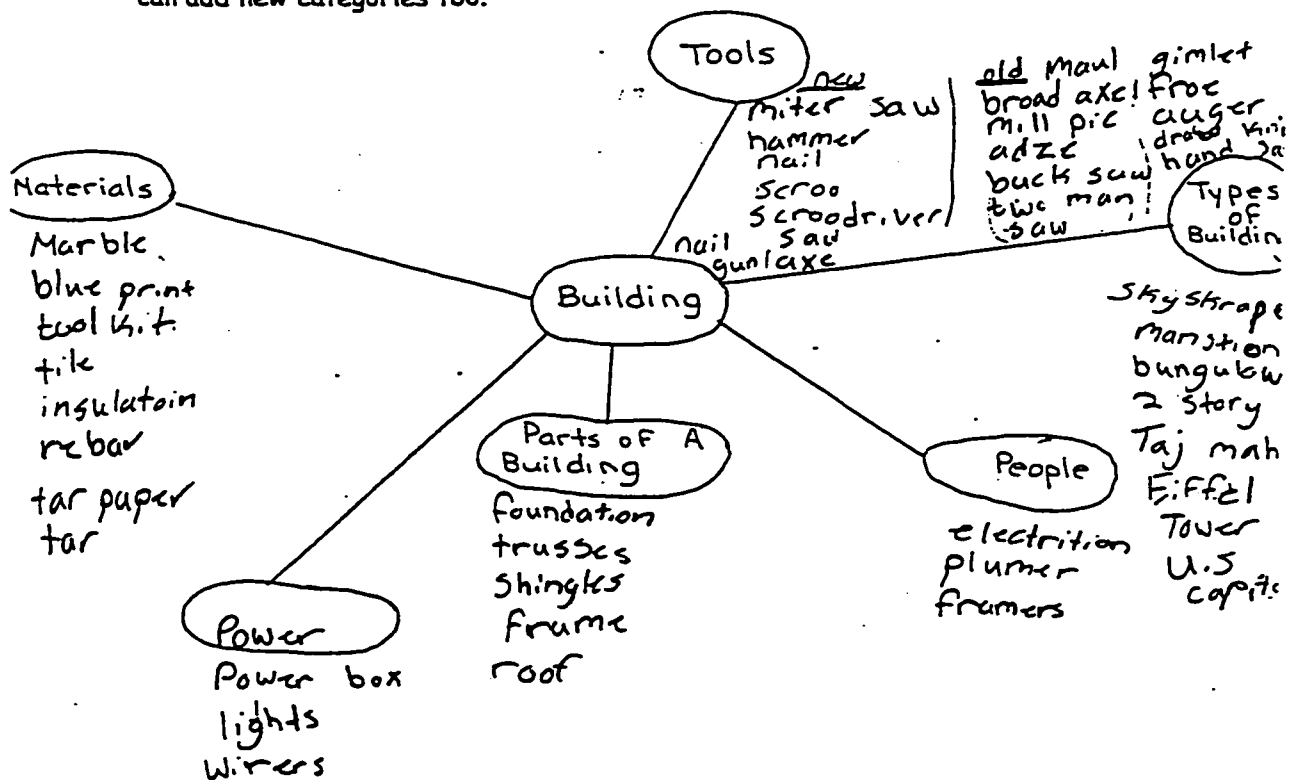 can add new categories too.
Tools
new
miter saw
hammer
nail
scroo
scroodriver
saw
nail
gun/axe
old Maul
broad axe!
mill pic
adze
buck saw
two man
saw
gimlet
froe
auger
hand
Materials
Marble
blue print
tool kit
tile
insulatoin
rebar
tar paper
tar
Building
Types
of
Buildin
Skyskrape
manstion
bungulow
2 story
Taj mah
Eiffel
Tower
U.S
capit
Parts of A
Building
foundation
trusses
shingles
frame
roof
People
electrition
plumer
framers
Power
Power box
lights
wirers